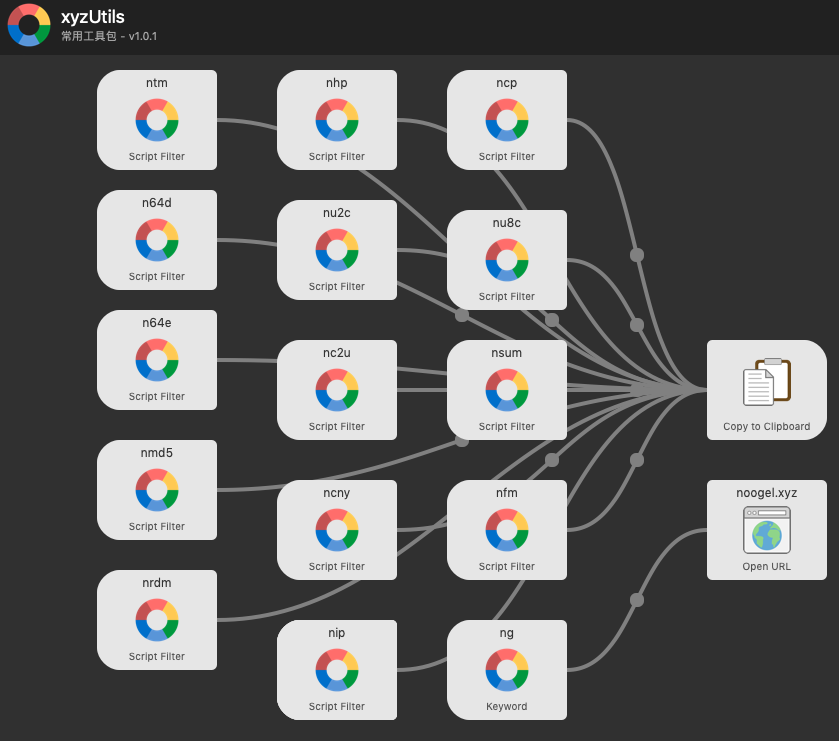 xyzUtils
常用工具包 - v1.0.1
ntm
Script Filter
nhp
Script Filter
ncp
Script Filter
n64d
Script Filter
nu2c
Script Filter
nu8c
Script Filter
n64e
Script Filter
nc2u
Script Filter
nsum
Script Filter
Copy to Clipboard
nmd5
Script Filter
ncny
Script Filter
nfm
Script Filter
noogel.xyz
Open URL
nrdm
Script Filter
nip
Script Filter
ng
Keyword